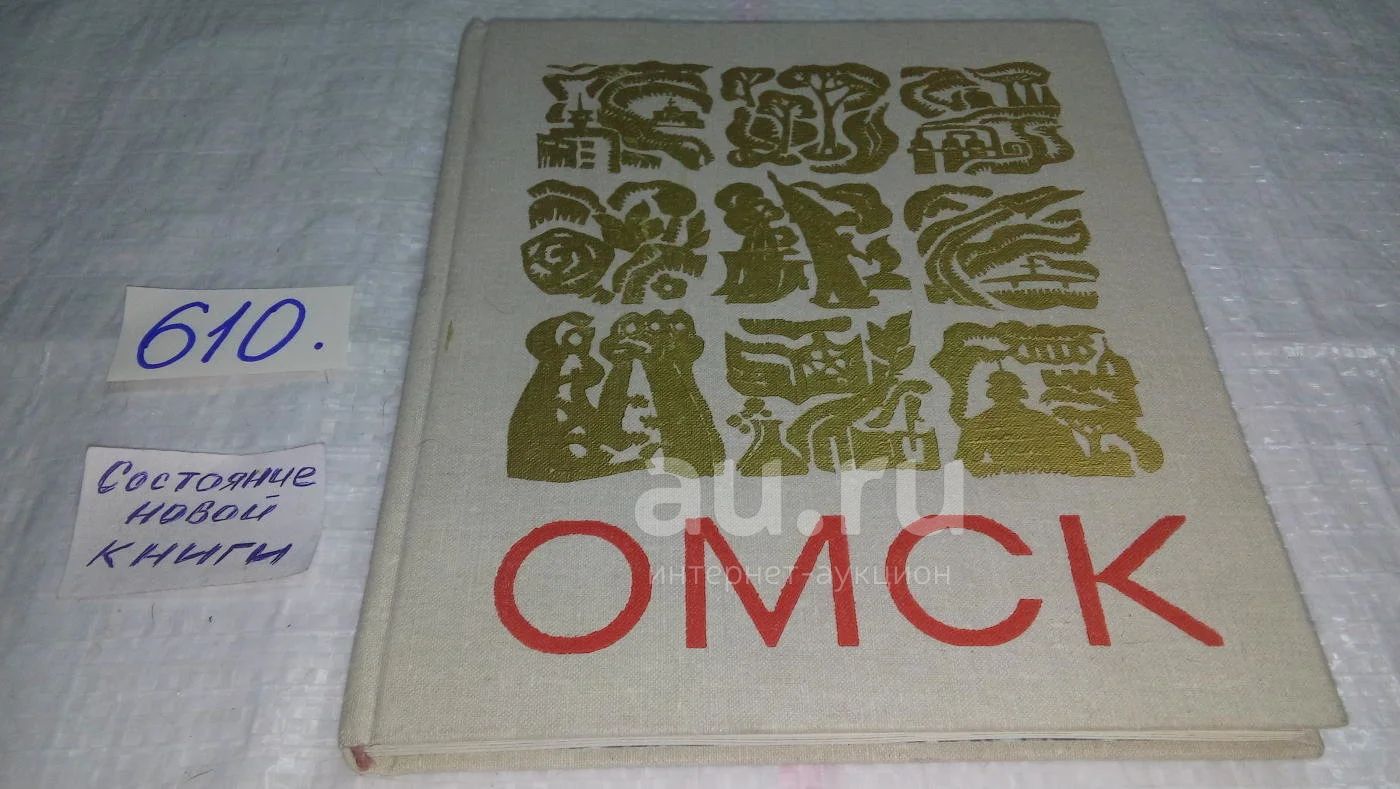 610.
Состояние
новой
книги
au.ru
ОМСК
интернет-аукцион